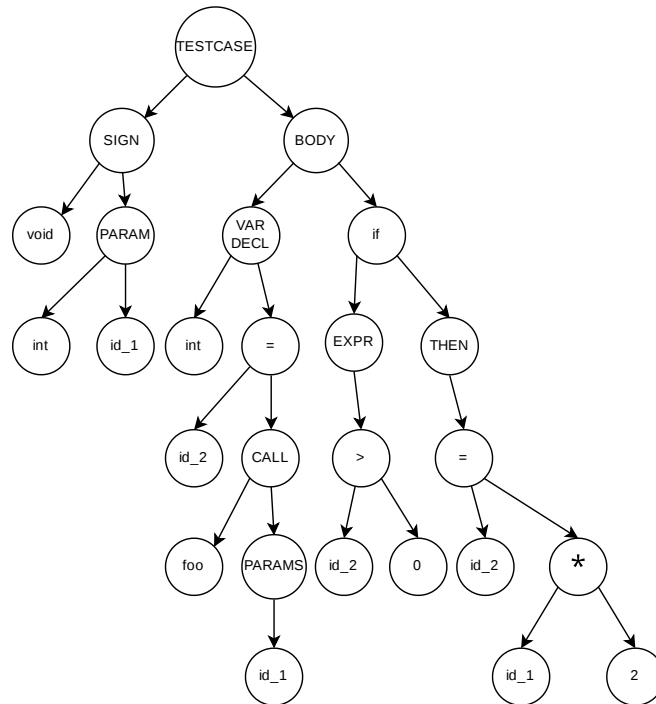 TESTCASE
SIGN
BODY
void
PARAM
VAR
DECL
if
int
id_1
int
=
EXPR
THEN
id_2
CALL
>
=
foo
PARAMS
id_2
0
id_2
*
id_1
id_1
2